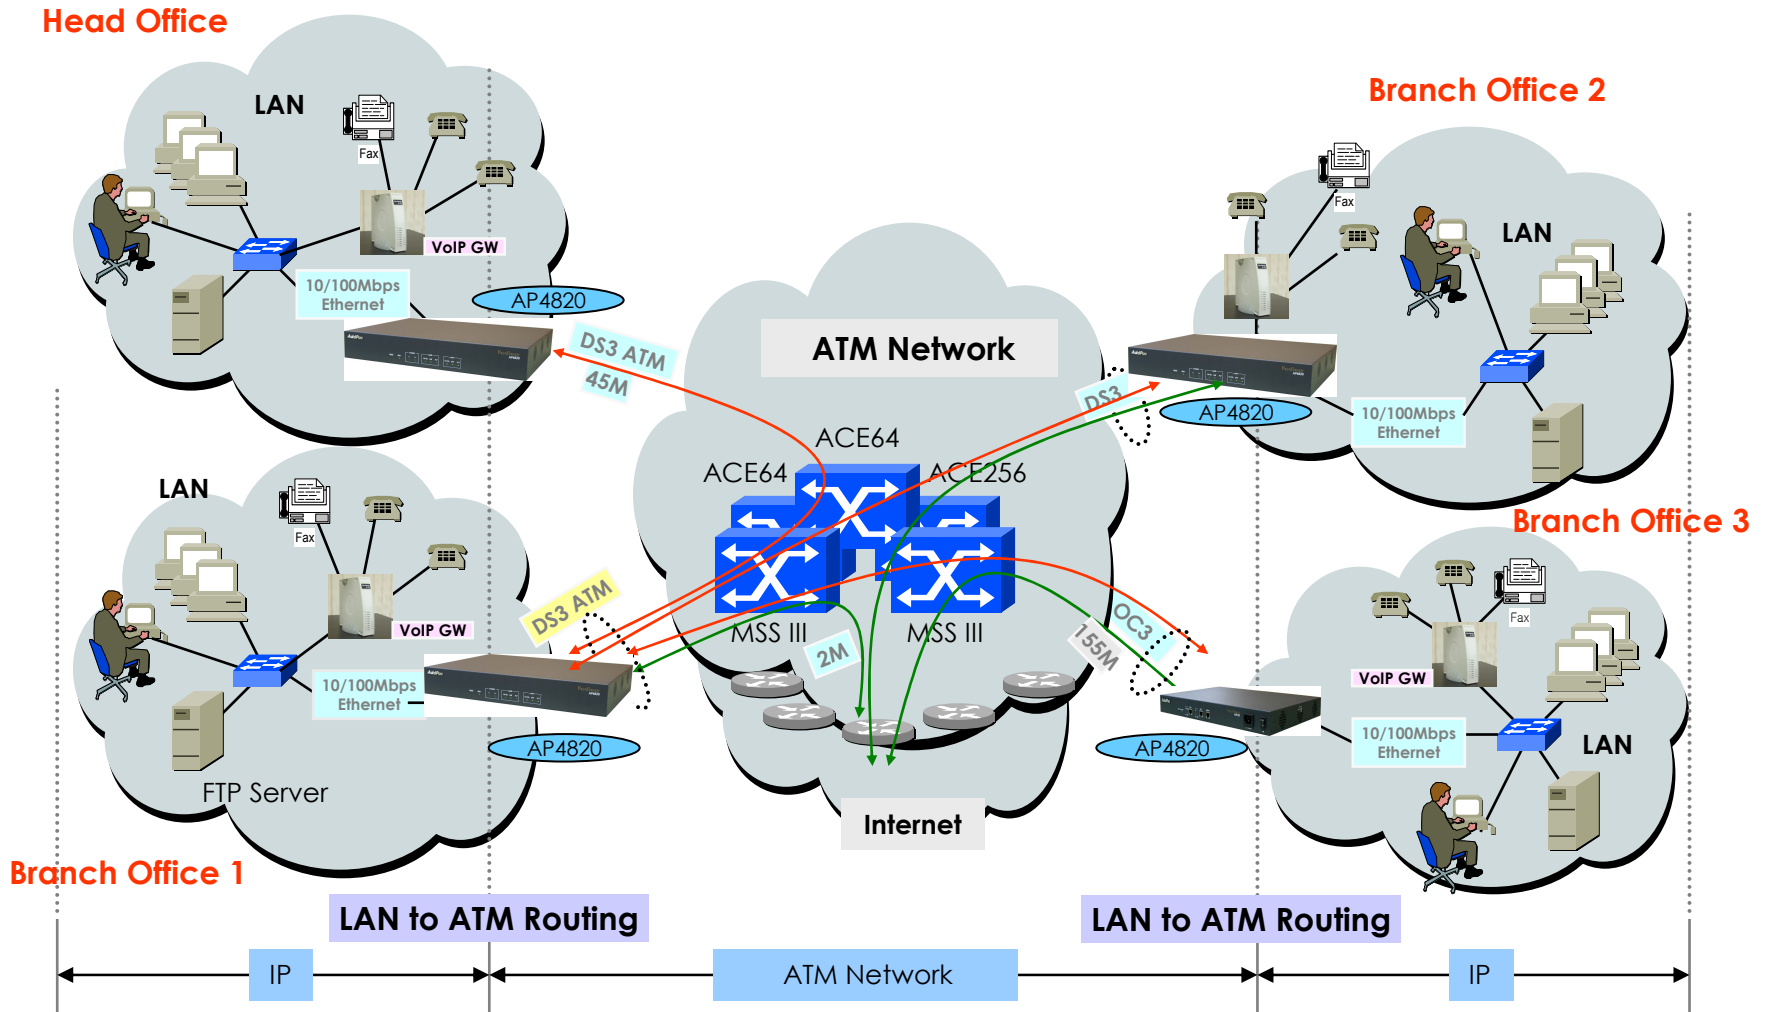 Head Office
LAN
Fax
VoIP GW
10/100Mbps
Ethernet
AP4820
DS3 ATM
45M
Branch Office 2
Fax
LAN
DS3
AP4820
10/100Mbps
Ethernet
ATM Network
ACE64
ACE64
ACE256
MSS III
MSS III
2M
Internet
LAN
Fax
VoIP GW
DS3 ATM
10/100Mbps
Ethernet
AP4820
FTP Server
Branch Office 1
Branch Office 3
Fax
OC3
155M
VoIP GW
10/100Mbps
Ethernet
LAN
AP4820
LAN to ATM Routing
LAN to ATM Routing
IP
ATM Network
IP